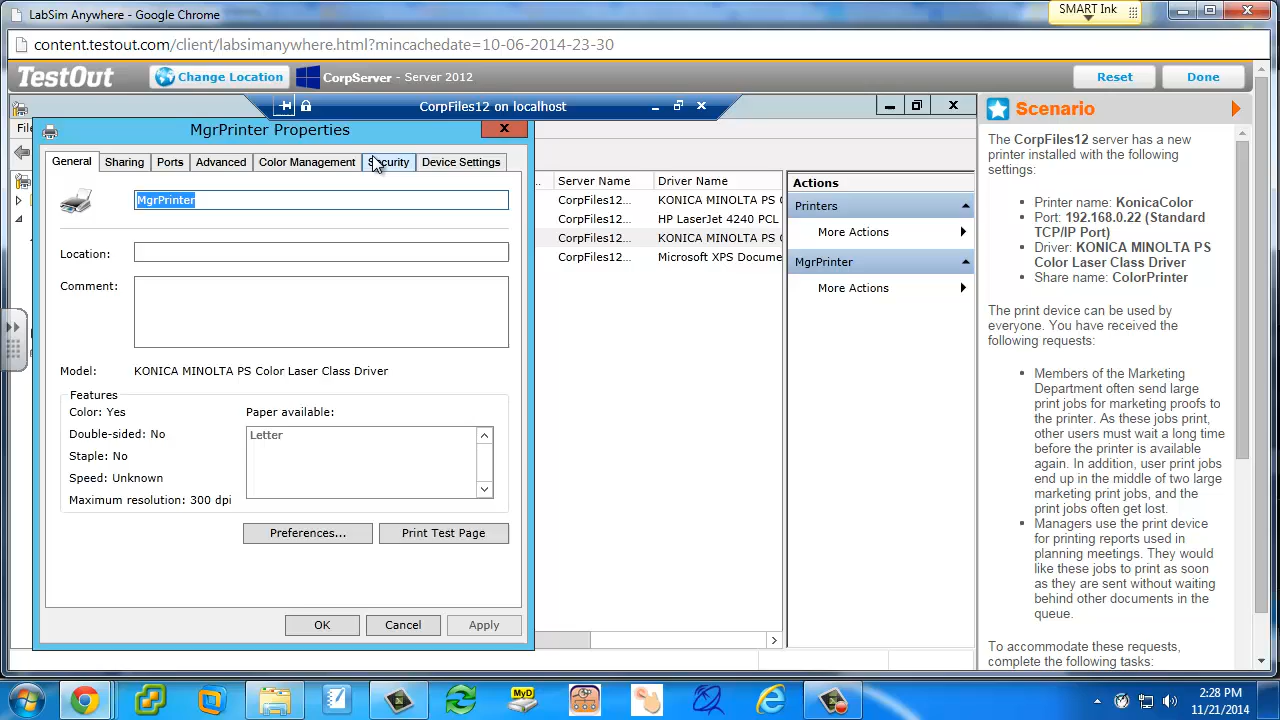 LabSim Anywhere - Google Chrome
SMART Ink
content.testout.com/client/labsimanywhere.html?mincachedate=10-06-2014-23-30
TestOut
Change Location
CorpServer - Server 2012
Reset
Done
CorpFiles12 on localhost
Scenario
MgrPrinter Properties
General
Sharing
Ports
Advanced
Color Management
Security
Device Settings
MgrPrinter
Location:
Comment:
Model:
KONICA MINOLTA PS Color Laser Class Driver
Features
Color: Yes
Double-sided: No
Staple: No
Speed: Unknown
Maximum resolution: 300 dpi
Paper available:
Letter
Preferences...
Print Test Page
OK
Cancel
Apply
...
Server Name
Driver Name
CorpFiles12...
KONICA MINOLTA PS C
CorpFiles12...
HP LaserJet 4240 PCL
CorpFiles12...
KONICA MINOLTA PS C
CorpFiles12...
Microsoft XPS Docume
Actions
Printers
More Actions
MgrPrinter
More Actions
The CorpFiles12 server has a new
printer installed with the following
settings:
Printer name: KonicaColor
Port: 192.168.0.22 (Standard
TCP/IP Port)
Driver: KONICA MINOLTA PS
Color Laser Class Driver
Share name: ColorPrinter
The print device can be used by
everyone. You have received the
following requests:
Members of the Marketing
Department often send large
print jobs for marketing proofs to
the printer. As these jobs print,
other users must wait a long time
before the printer is available
again. In addition, user print jobs
end up in the middle of two large
marketing print jobs, and the
print jobs often get lost.
Managers use the print device
for printing reports used in
planning meetings. They would
like these jobs to print as soon
as they are sent without waiting
behind other documents in the
queue.
To accommodate these requests,
complete the following tasks:
MyD
2:28 PM
11/21/2014